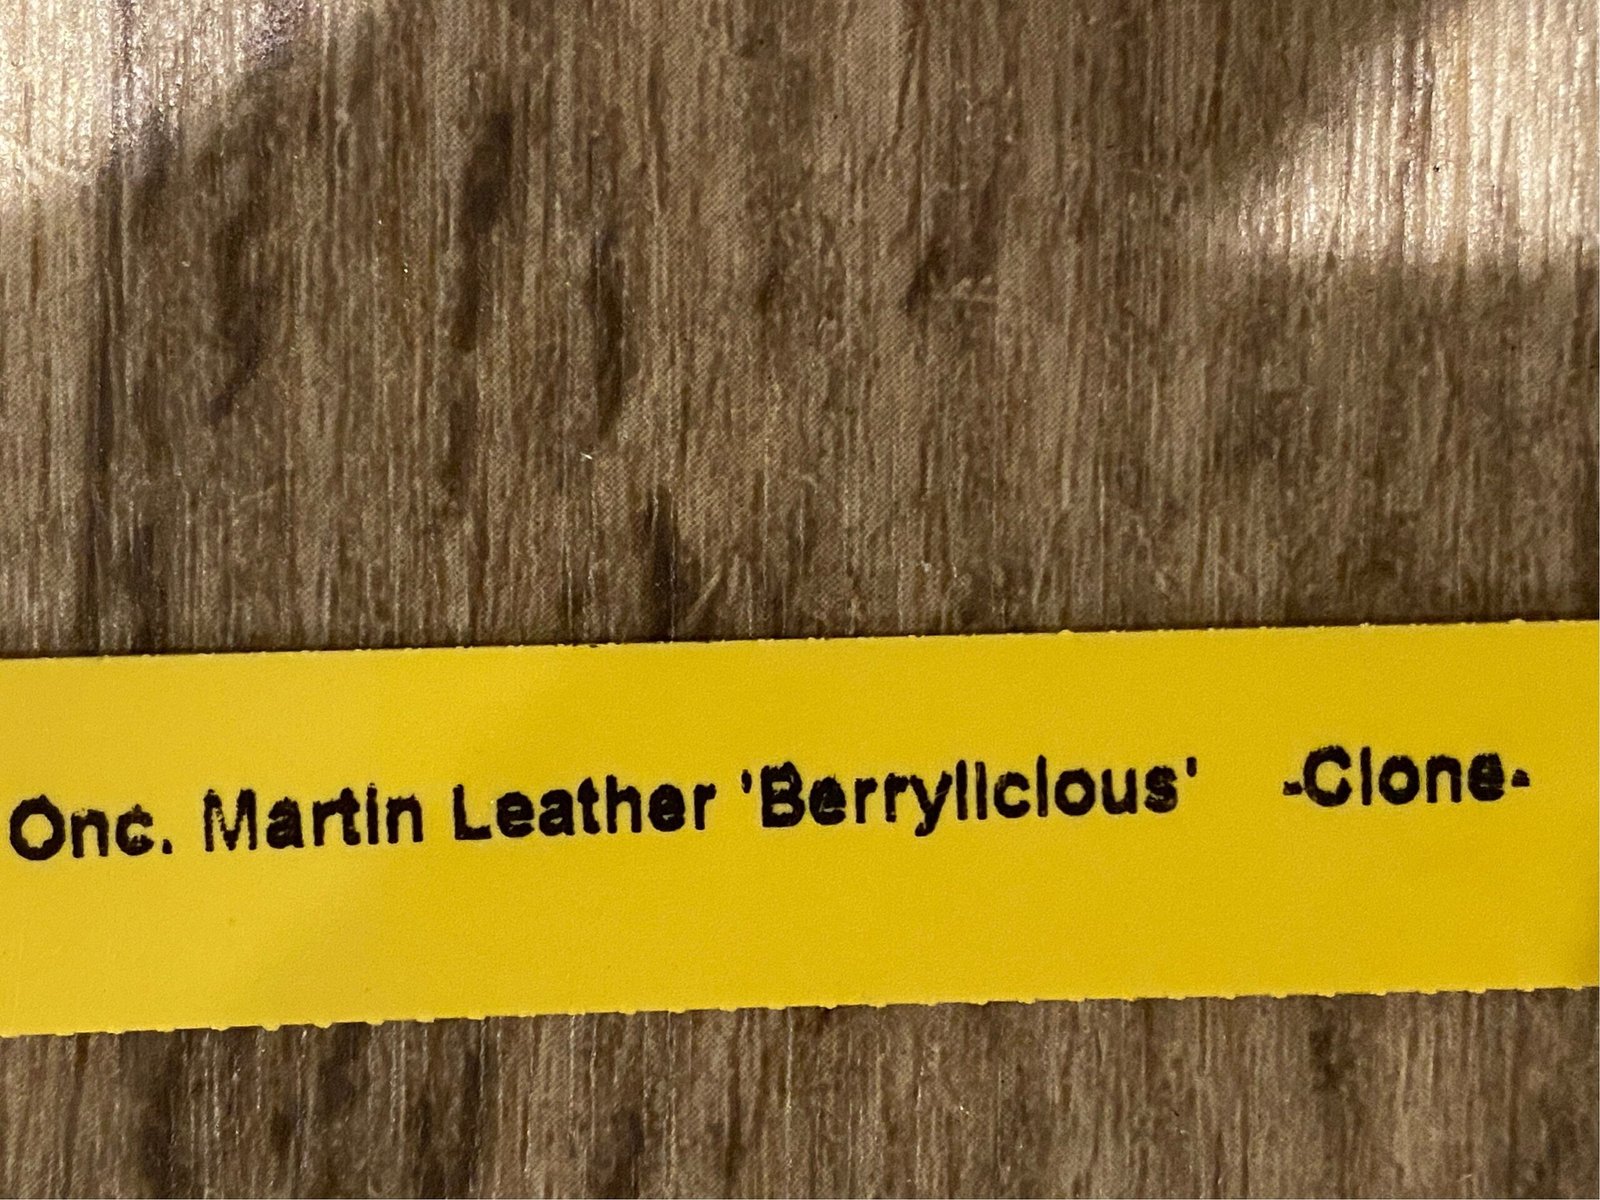 Onc. Martin Leather 'Berrylicious' -Clone-